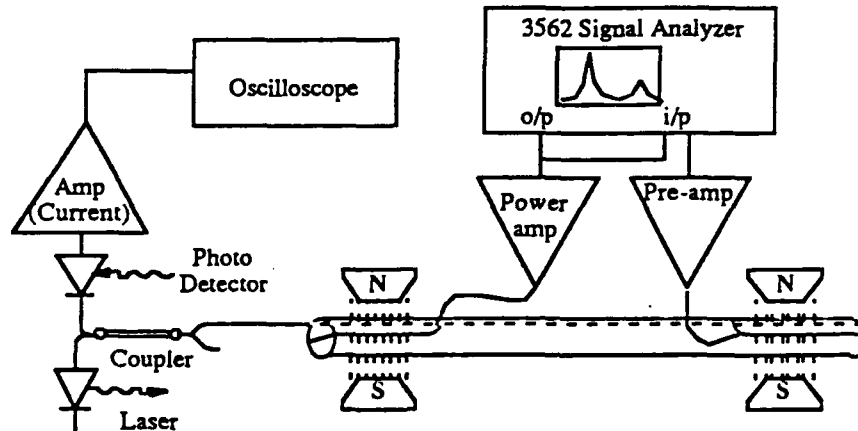 3562 Signal Analyzer
Oscilloscope
o/p
i/p
Amp
(Current)
Power
amp
Pre-amp
Photo
Detector
N
N
Coupler
Laser
S
S